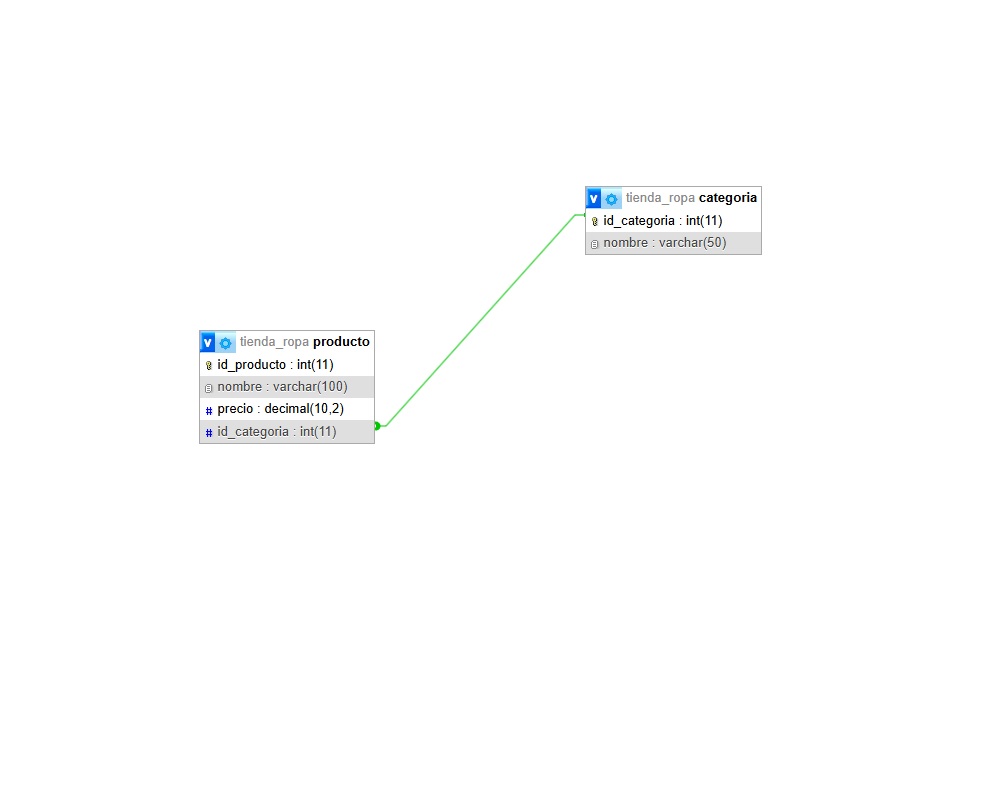 v tienda_ropa categoria
id_categoria : int(11)
nombre : varchar(50)
v tienda_ropa producto
id_producto : int(11)
nombre : varchar(100)
# precio : decimal(10,2)
# id_categoria : int(11)